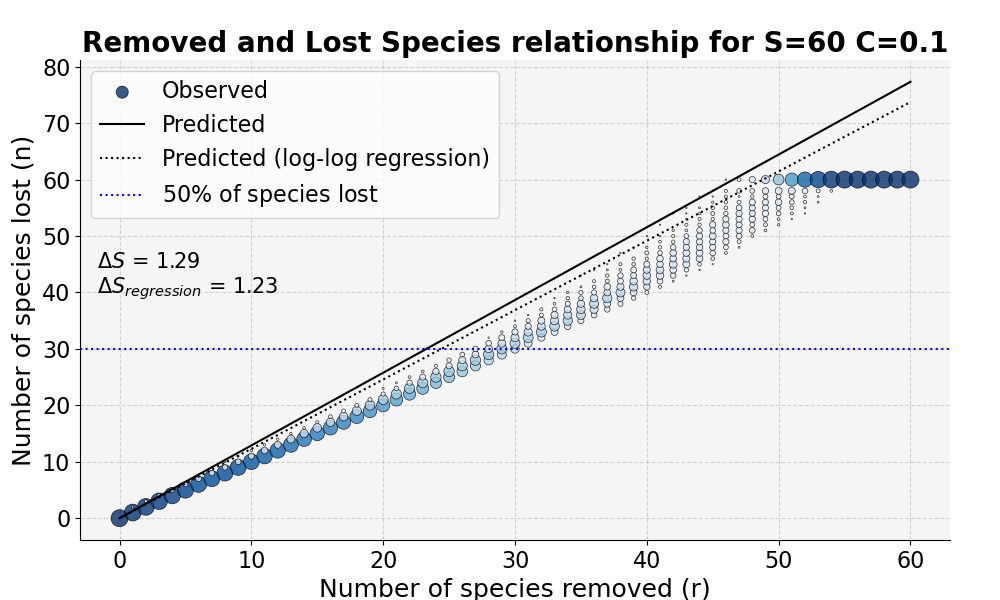 Removed and Lost Species relationship for S=60 C=0.1
Number of species lost (n)
80
70
60
50
40
30
20
10
0
Observed
Predicted
Predicted (log-log regression)
50% of species lost
ΔS = 1.29
ΔS_regression = 1.23
0 10 20 30 40 50 60
Number of species removed (r)